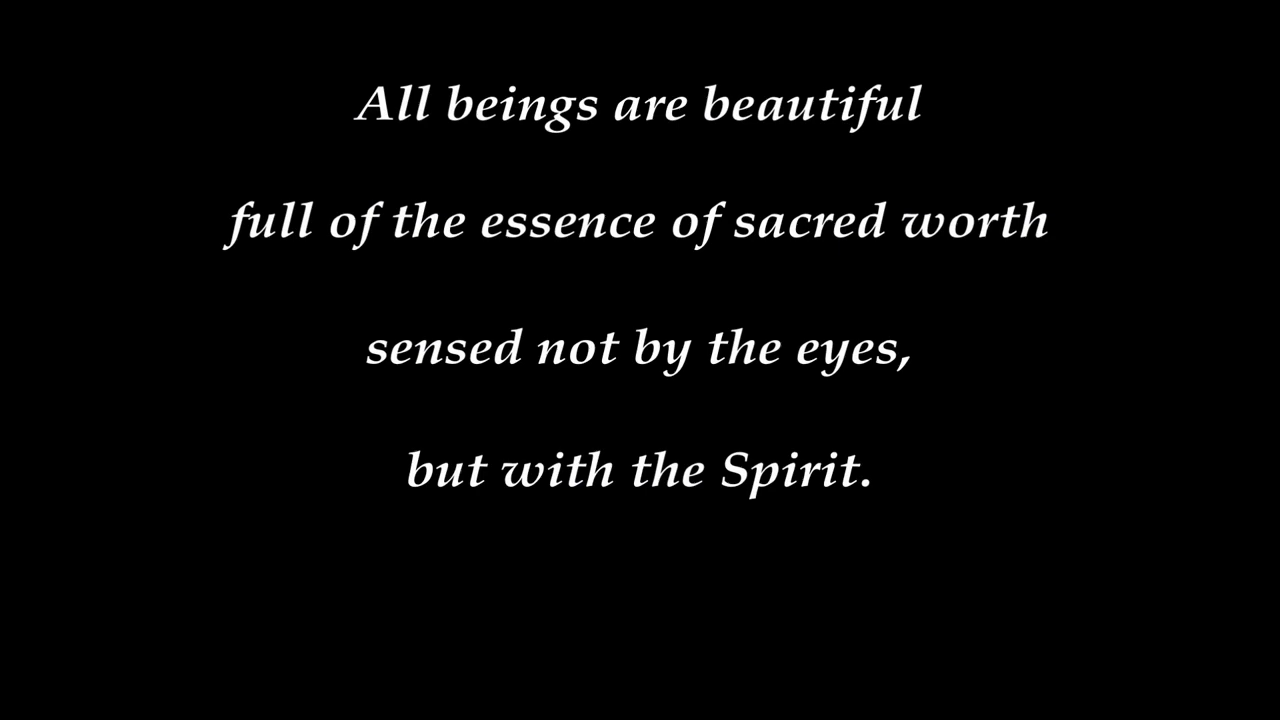 All beings are beautiful
full of the essence of sacred worth
sensed not by the eyes,
but with the Spirit.